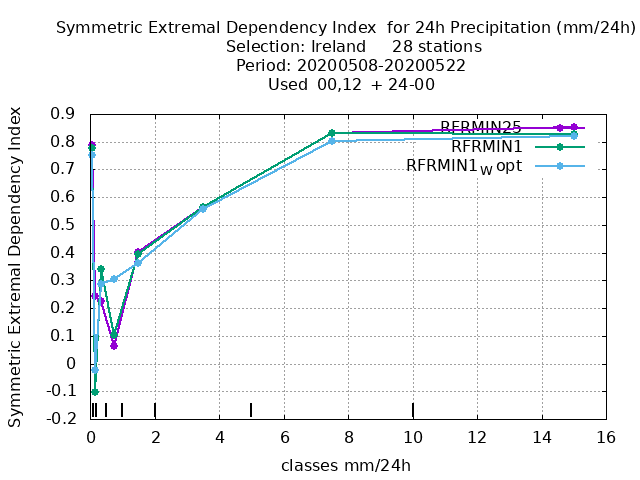 Symmetric Extremal Dependency Index  for 24h Precipitation (mm/24h)
Selection: Ireland     28 stations
Period: 20200508-20200522
Used  00,12  + 24-00
Symmetric Extremal Dependency Index
0.9
0.8
0.7
0.6
0.5
0.4
0.3
0.2
0.1
0
-0.1
-0.2
RFRMIN25
RFRMIN1
RFRMIN1W opt
0 2 4 6 8 10 12 14 16
classes mm/24h